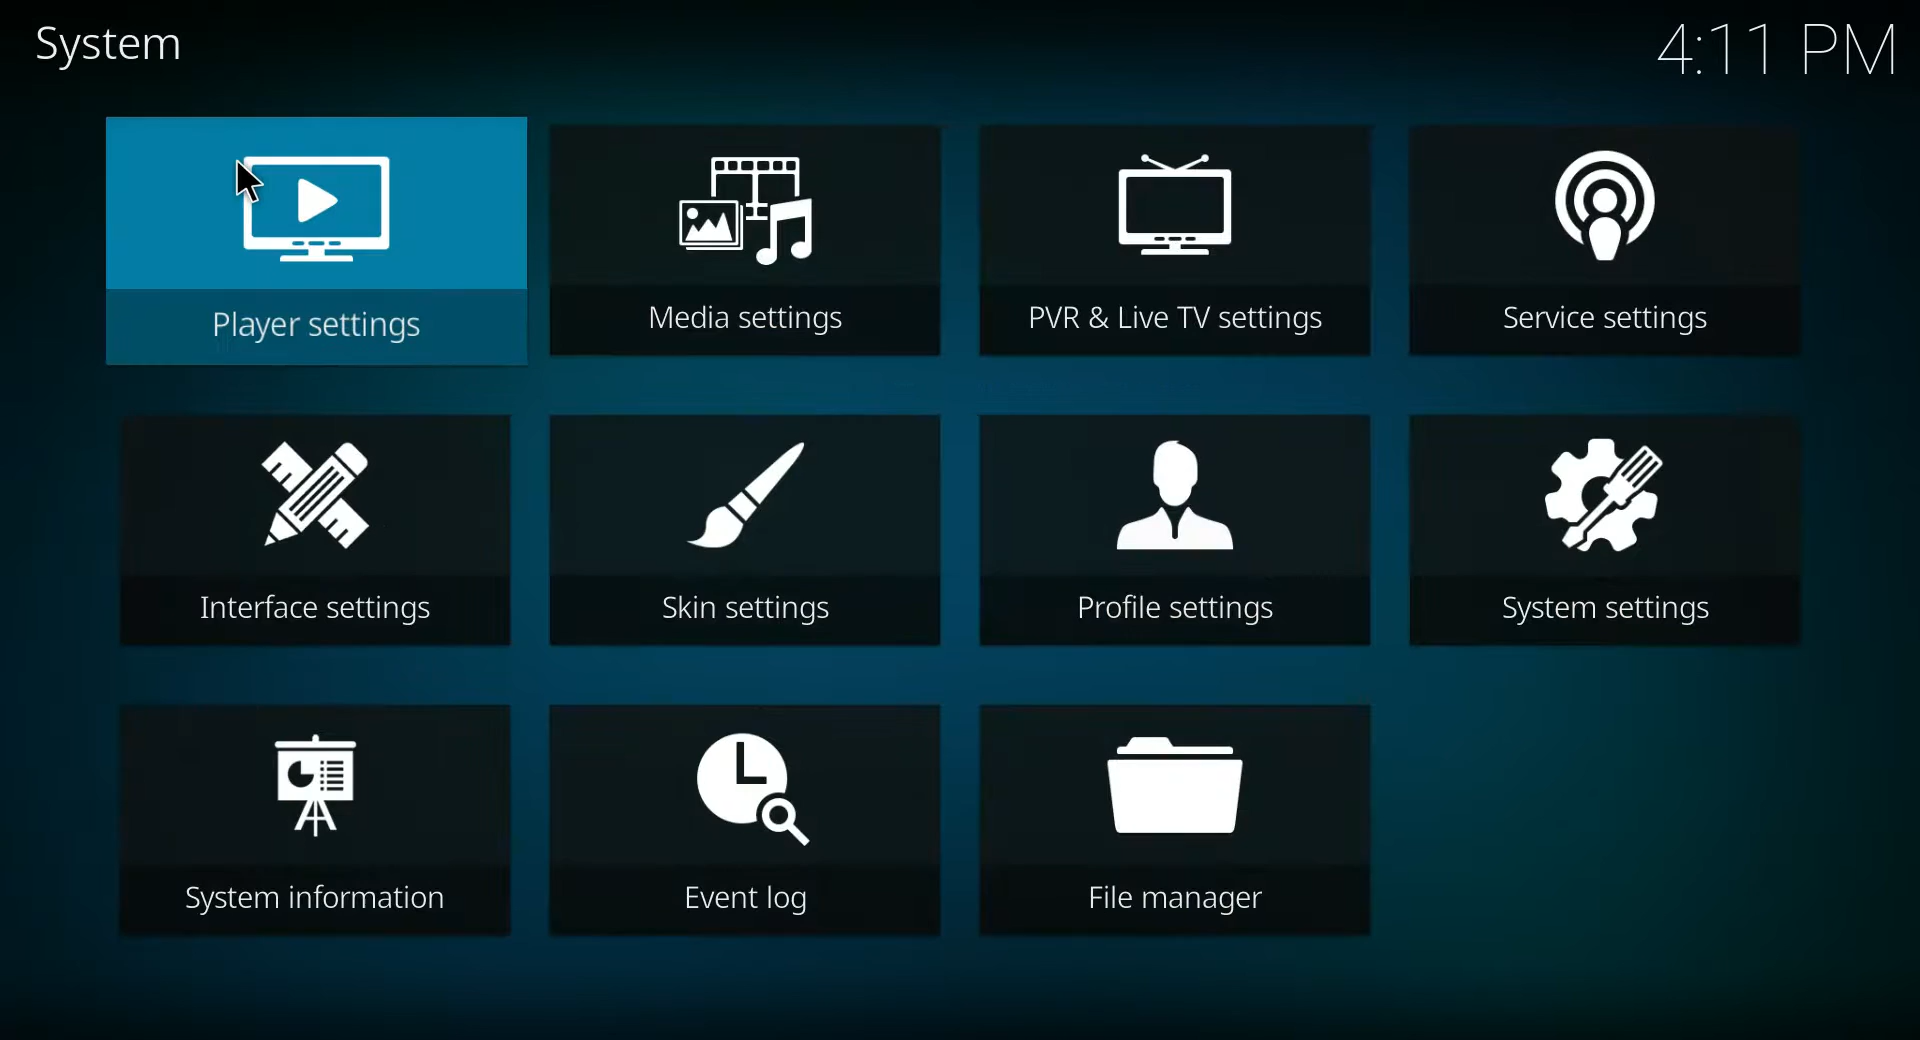 System
4:11 PM
Player settings
Media settings
PVR & Live TV settings
Service settings
Interface settings
Skin settings
Profile settings
System settings
System information
Event log
File manager